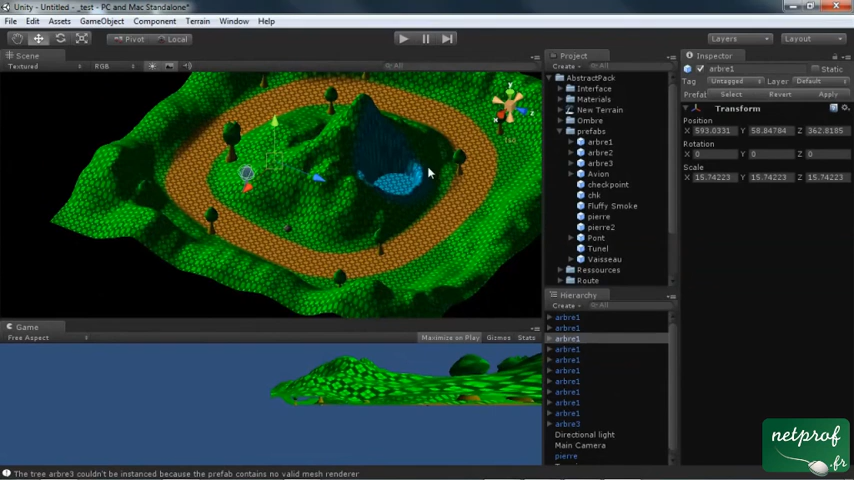 Unity - Untitled - _test - PC and Mac Standalone*
File Edit Assets GameObject Component Terrain Window Help
Pivot Local Layers Layout
Scene
Textured RGB All
Project
Create All
AbstractPack
Interface
Materials
New Terrain
Ombre
prefabs
arbre1
arbre2
arbre3
Avion
checkpoint
chk
Fluffy Smoke
pierre
pierre2
Pont
Tunel
Vaisseau
Ressources
Route
Inspector
arbre1 Static
Tag Untagged Layer Default
Prefab Select Revert Apply
Transform
Position
X 593.0331 Y 58.84784 Z 362.8185
Rotation
X 0 Y 0 Z 0
Scale
X 15.74223 Y 15.74223 Z 15.74223
Hierarchy
Create All
arbre1
arbre1
arbre1
arbre1
arbre1
arbre1
arbre1
arbre1
arbre1
arbre3
Directional light
Main Camera
pierre
Game
Free Aspect Maximize on Play Gizmos Stats
The tree arbre3 couldn't be instanced because the prefab contains no valid mesh renderer
netprof
.fr